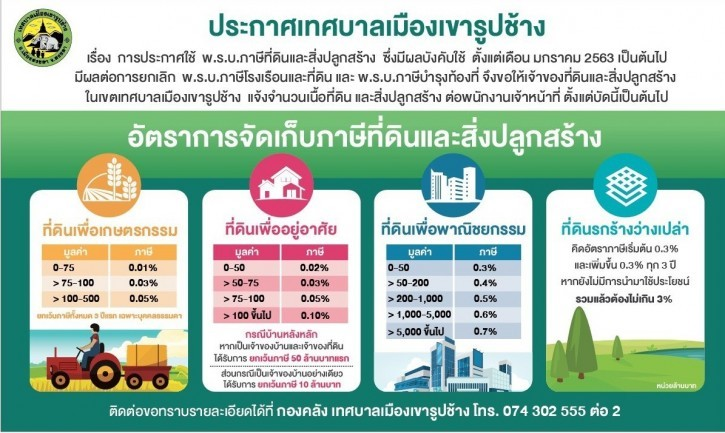 ประกาศเทศบาลเมืองเขารูปช้าง
เรื่อง การประกาศใช้ พ.ร.บ.ภาษีที่ดินและสิ่งปลูกสร้าง ซึ่งมีผลบังคับใช้ ตั้งแต่เดือน มกราคม 2563 เป็นต้นไป
มีผลต่อการยกเลิก พ.ร.บ.ภาษีโรงเรือนและที่ดิน และ พ.ร.บ.ภาษีบำรุงท้องที่ จึงขอให้เจ้าของที่ดินและสิ่งปลูกสร้าง
ในเขตเทศบาลเมืองเขารูปช้าง แจ้งจำนวนเนื้อที่ดิน และสิ่งปลูกสร้าง ต่อพนักงานเจ้าหน้าที่ ตั้งแต่บัดนี้เป็นต้นไป
อัตราการจัดเก็บภาษีที่ดินและสิ่งปลูกสร้าง
ที่ดินเพื่อเกษตรกรรม
มูลค่า ภาษี
0-75 0.01%
> 75-100 0.03%
> 100-500 0.05%
ยกเว้นภาษีทั้งหมด 3 ปีแรก เฉพาะบุคคลธรรมดา
ที่ดินเพื่ออยู่อาศัย
มูลค่า ภาษี
0-50 0.02%
> 50-75 0.03%
> 75-100 0.05%
> 100 ขึ้นไป 0.10%
กรณีบ้านหลังหลัก
หากเป็นเจ้าของบ้านและเจ้าของที่ดิน
ได้รับการ ยกเว้นภาษี 50 ล้านบาทแรก
ส่วนกรณีเป็นเจ้าของบ้านอย่างเดียว
ได้รับการ ยกเว้นภาษี 10 ล้านบาท
ที่ดินเพื่อพาณิชยกรรม
มูลค่า ภาษี
0-50 0.3%
> 50-200 0.4%
> 200-1,000 0.5%
> 1,000-5,000 0.6%
> 5,000 ขึ้นไป 0.7%
ที่ดินรกร้างว่างเปล่า
คิดอัตราภาษีเริ่มต้น 0.3%
และเพิ่มขึ้น 0.3% ทุก 3 ปี
หากยังไม่มีการนำมาใช้ประโยชน์
รวมแล้วต้องไม่เกิน 3%
หน่วยล้านบาท
ติดต่อขอทราบรายละเอียดได้ที่ กองคลัง เทศบาลเมืองเขารูปช้าง โทร. 074 302 555 ต่อ 2